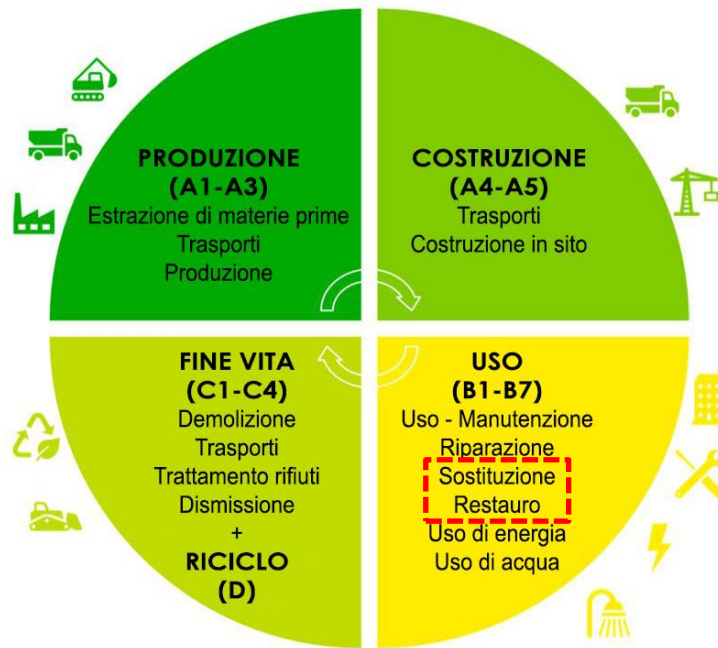 PRODUZIONE
(A1-A3)
Estrazione di materie prime
Trasporti
Produzione
COSTRUZIONE
(A4-A5)
Trasporti
Costruzione in sito
FINE VITA
(C1-C4)
Demolizione
Trasporti
Trattamento rifiuti
Dismissione
+
RICICLO
(D)
USO
(B1-B7)
Uso - Manutenzione
Riparazione
Sostituzione
Restauro
Uso di energia
Uso di acqua